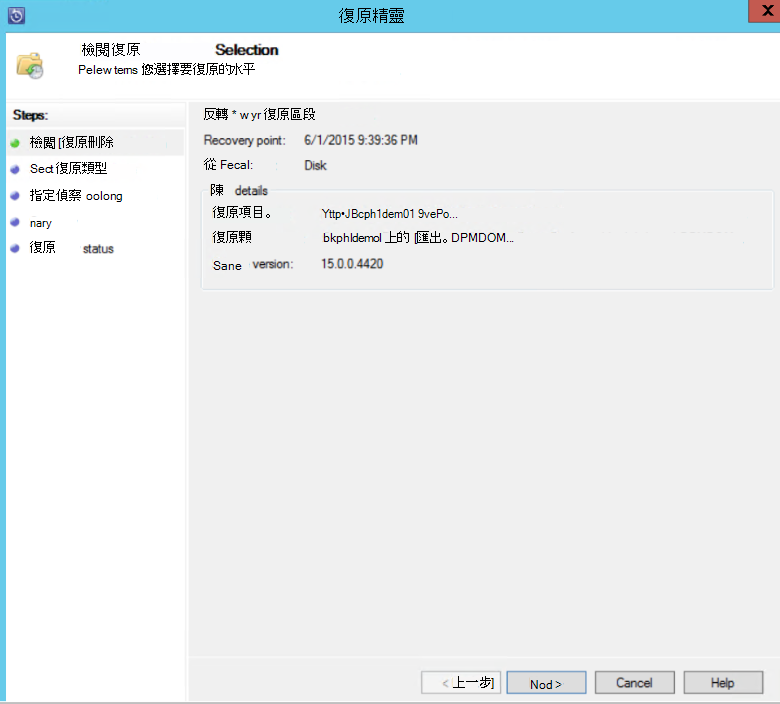 復原精靈
X
檢閱復原 Selection
Pelew tems 您選擇要復原的水平
Steps:
檢閱 [復原刪除
Sect 復原類型
指定偵察 oolong
nary
復原 status
反轉 * w yr 復原區段
Recovery point: 6/1/2015 9:39:36 PM
從 Fecal: Disk
陳 details
復原項目。 Yttp•JBcph1dem01 9vePo...
復原顆 bkphldemol 上的 [匯出。DPMDOM...
Sane version: 15.0.0.4420
< 上一步] Nod > Cancel Help